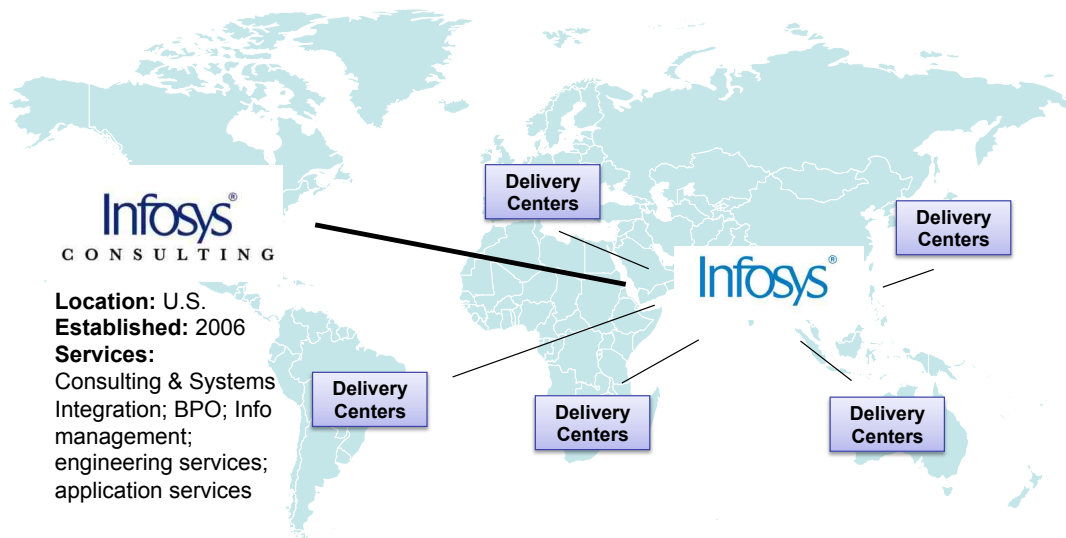 Infosys®
CONSULTING
Location: U.S.
Established: 2006
Services:
Consulting & Systems
Integration; BPO; Info
management;
engineering services;
application services
Delivery
Centers
Delivery
Centers
Infosys®
Delivery
Centers
Delivery
Centers
Delivery
Centers